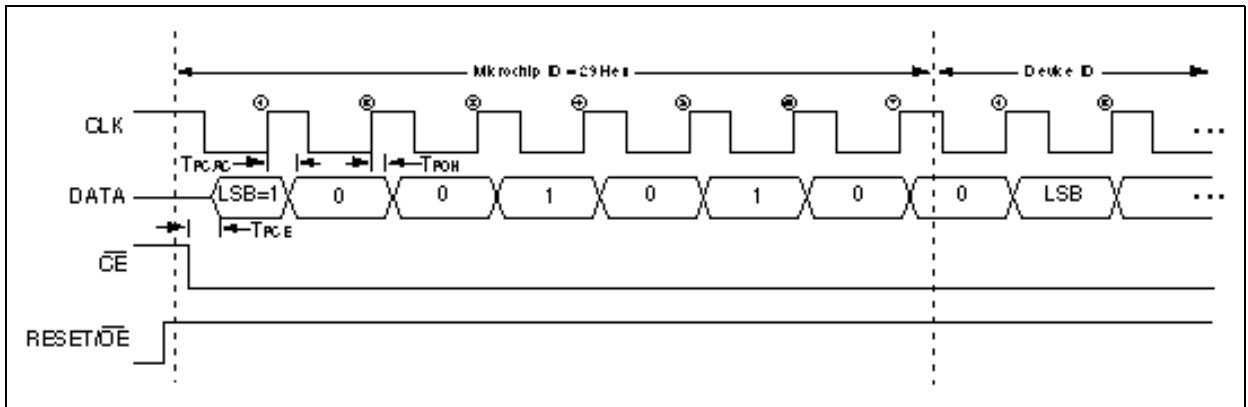 Microchip ID = 29 Hex
Device ID
CLK
...
TPCRC
TPOH
DATA
LSB=1
0
0
1
0
1
0
0
LSB
...
TPCE
CE
RESET/OE